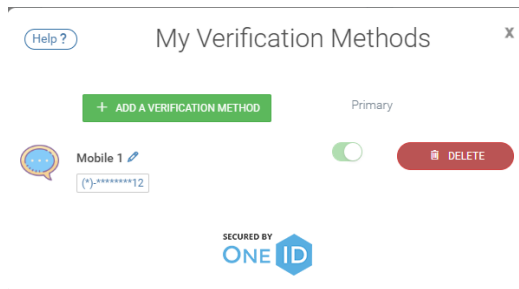 Help ?
My Verification Methods
X
+ ADD A VERIFICATION METHOD
Primary
Mobile 1
DELETE
(*)-********12
SECURED BY
ONE ID